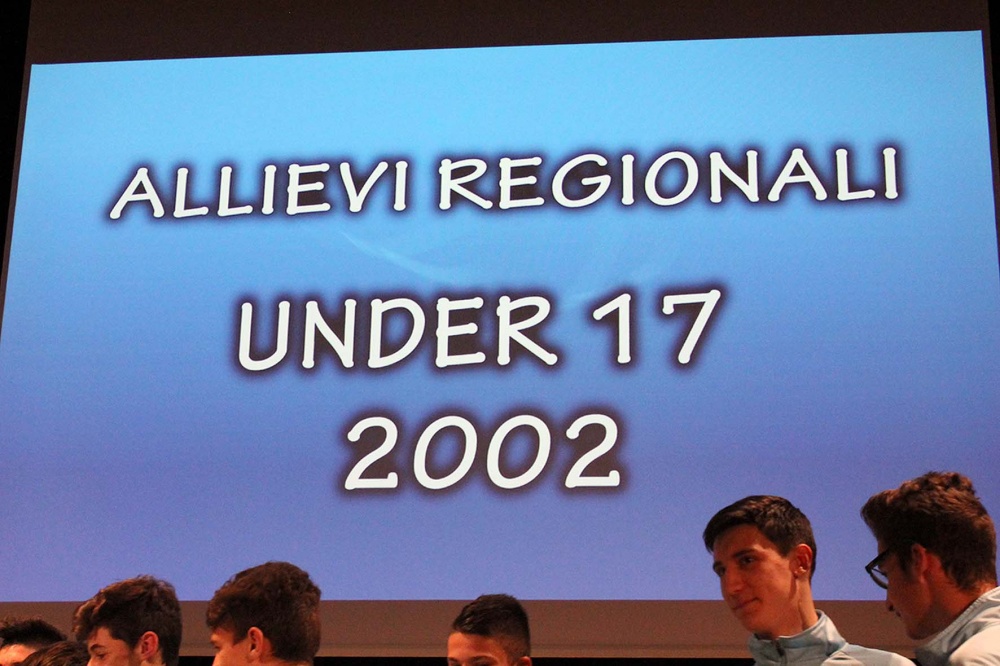 ALLIEVI REGIONALI
UNDER 17
2002